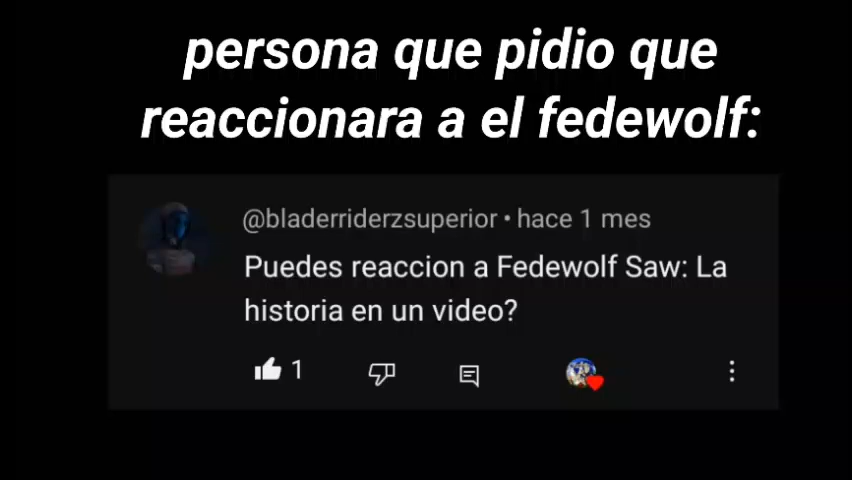 persona que pidio que
reaccionara a el fedewolf:
@bladerriderzsuperior • hace 1 mes
Puedes reaccion a Fedewolf Saw: La
historia en un video?
1